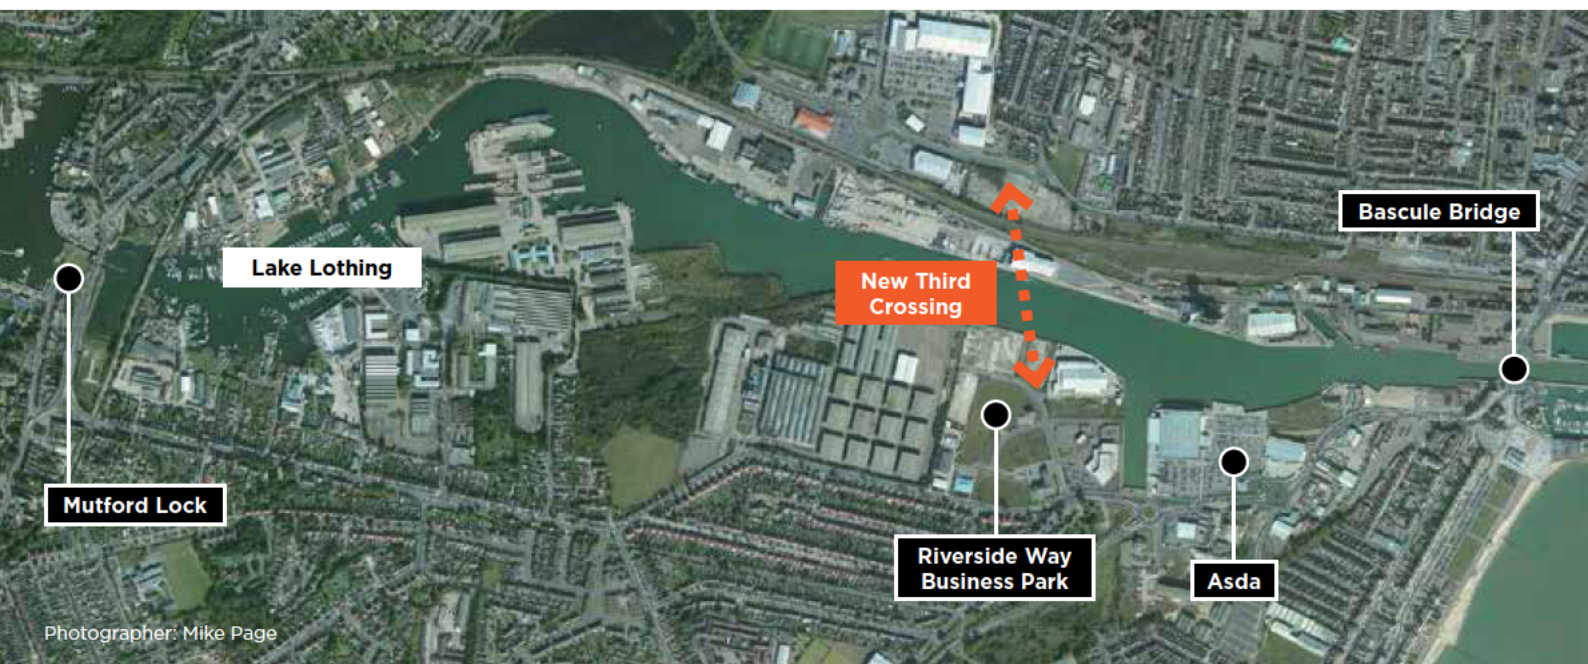 Bascule Bridge
Lake Lothing
New Third
Crossing
Mutford Lock
Riverside Way
Business Park
Asda
Photographer: Mike Page